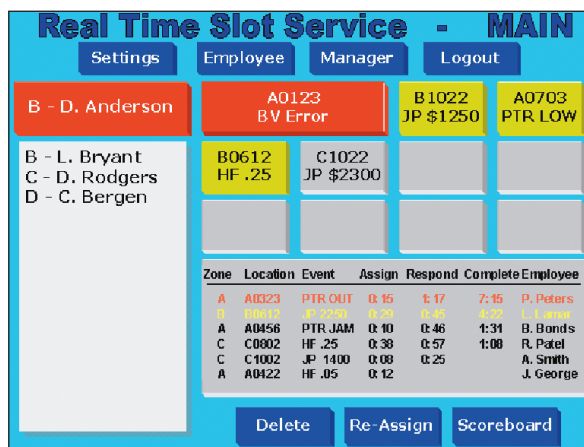 Real Time Slot Service - MAIN
Settings Employee Manager Logout
B - D. Anderson
A0123
BV Error
B1022
JP $1250
A0703
PTR LOW
B - L. Bryant
C - D. Rodgers
D - C. Bergen
B0612
HF .25
C1022
JP $2300
Zone Location Event Assign Respond Complete Employee
A A0323 PTR OUT 0:15 1:17 7:15 P. Peters
B B0612 JP 2250 0:29 0:45 4:22 L. Lamar
A A0456 PTR JAM 0:10 0:46 1:31 B. Bonds
C C0802 HF .25 0:38 0:57 1:08 R. Patel
C C1002 JP 1400 0:08 0:25 A. Smith
A A0422 HF .05 0:12 J. George
Delete Re-Assign Scoreboard